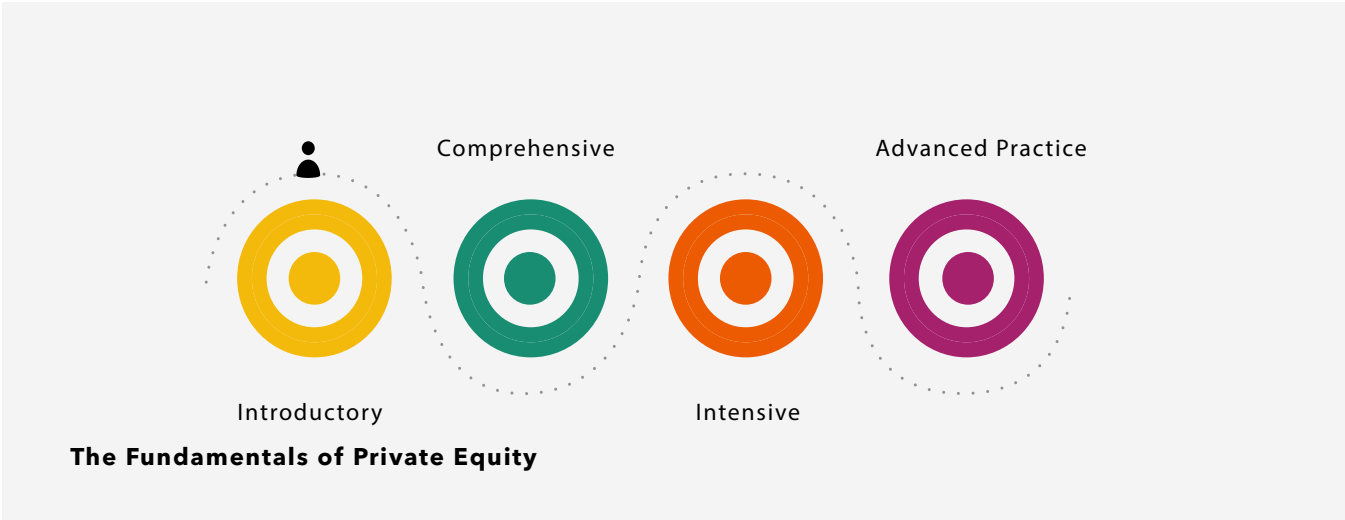 Comprehensive
Advanced Practice
Introductory
Intensive
The Fundamentals of Private Equity